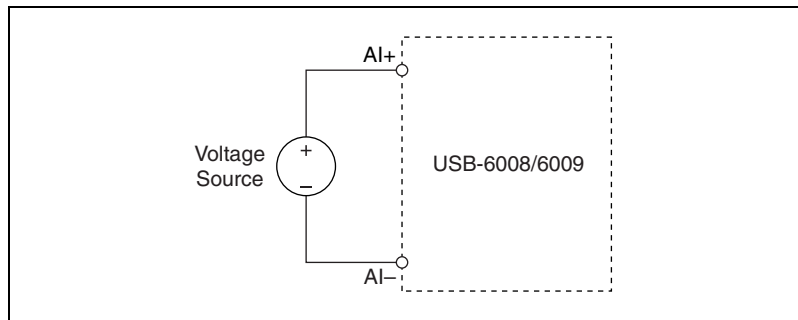 AI+
Voltage
Source
+
–
USB-6008/6009
AI–